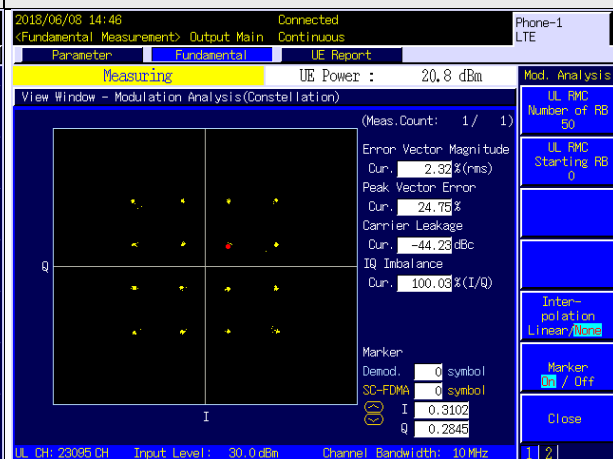 2018/06/08 14:46 Connected Phone-1
<Fundamental Measurement> Output Main Continuous LTE
Parameter Fundamental UE Report
Measuring UE Power : 20.8 dBm Mod. Analysis
View Window - Modulation Analysis(Constellation)
(Meas.Count: 1/ 1)
Error Vector Magnitude
Cur. 2.32 %(rms)
Peak Vector Error
Cur. 24.75 %
Carrier Leakage
Cur. -44.23 dBc
IQ Imbalance
Cur. 100.03 %(I/Q)
Q
I
Marker
Demod. 0 symbol
SC-FDMA 0 symbol
I 0.3102
Q 0.2845
UL RMC
Number of RB
50
UL RMC
Starting RB
0
Inter-
polation
Linear/None
Marker
On / Off
Close
UL CH: 23095 CH Input Level: 30.0 dBm Channel Bandwidth: 10 MHz 1 2